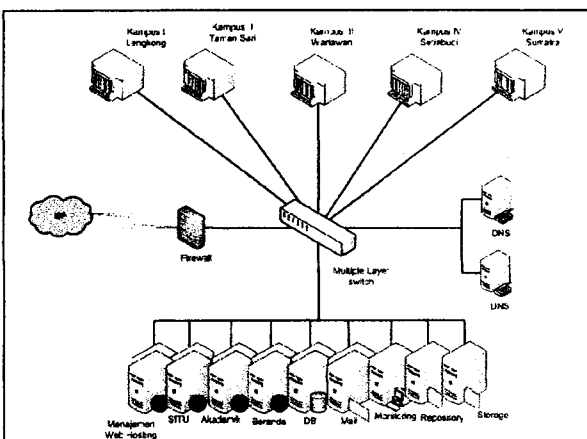 Kampus I
Lengkong
Kampus II
Taman Sari
Kampus III
Wartawan
Kampus IV
Setiabudi
Kampus V
Sumatra
Firewall
Multiple Layer
switch
DNS
DNS
Manajemen
Web Hosting
SITU
Akademik
Beranda
DB
Mail
Monitoring
Repository
Storage